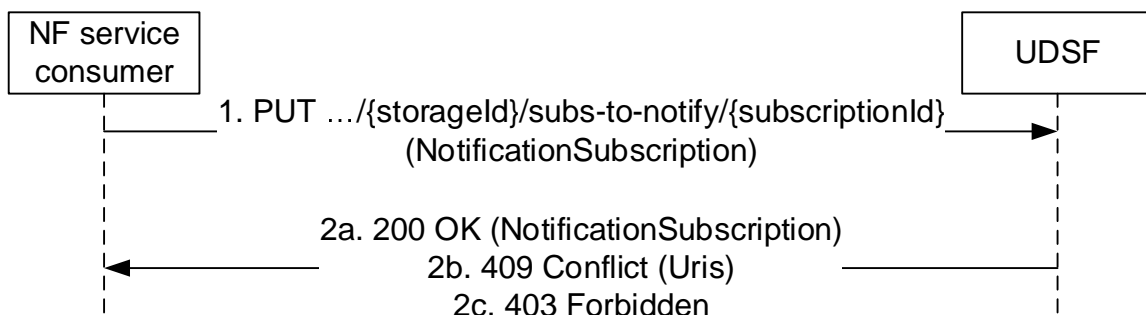 NF service
consumer
UDSF
1. PUT …/{storageId}/subs-to-notify/{subscriptionId}
(NotificationSubscription)
2a. 200 OK (NotificationSubscription)
2b. 409 Conflict (Uris)
2c. 403 Forbidden